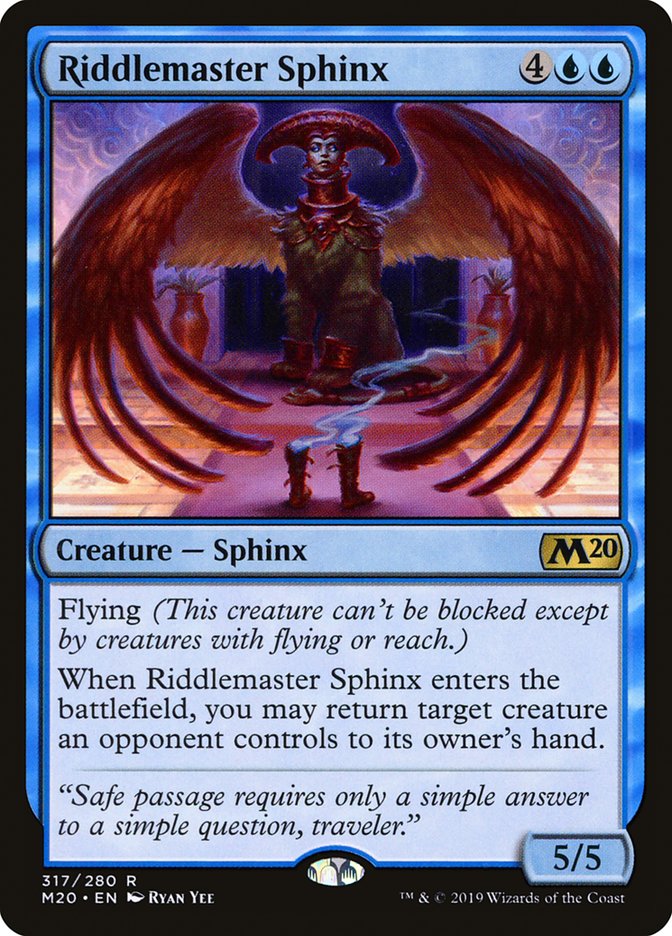 Riddlemaster Sphinx 4
Creature — Sphinx M20
Flying (This creature can't be blocked except
by creatures with flying or reach.)
When Riddlemaster Sphinx enters the
battlefield, you may return target creature
an opponent controls to its owner's hand.
“Safe passage requires only a simple answer
to a simple question, traveler.”
5/5
317/280 R
M20 • EN Ryan Yee
™ & © 2019 Wizards of the Coast